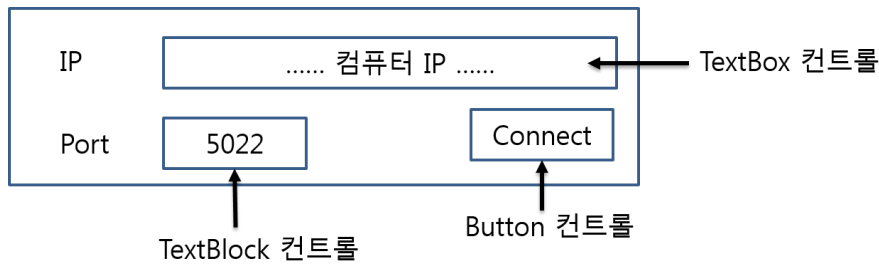 IP
...... 컴퓨터 IP ......
TextBox 컨트롤
Port
5022
Connect
Button 컨트롤
TextBlock 컨트롤